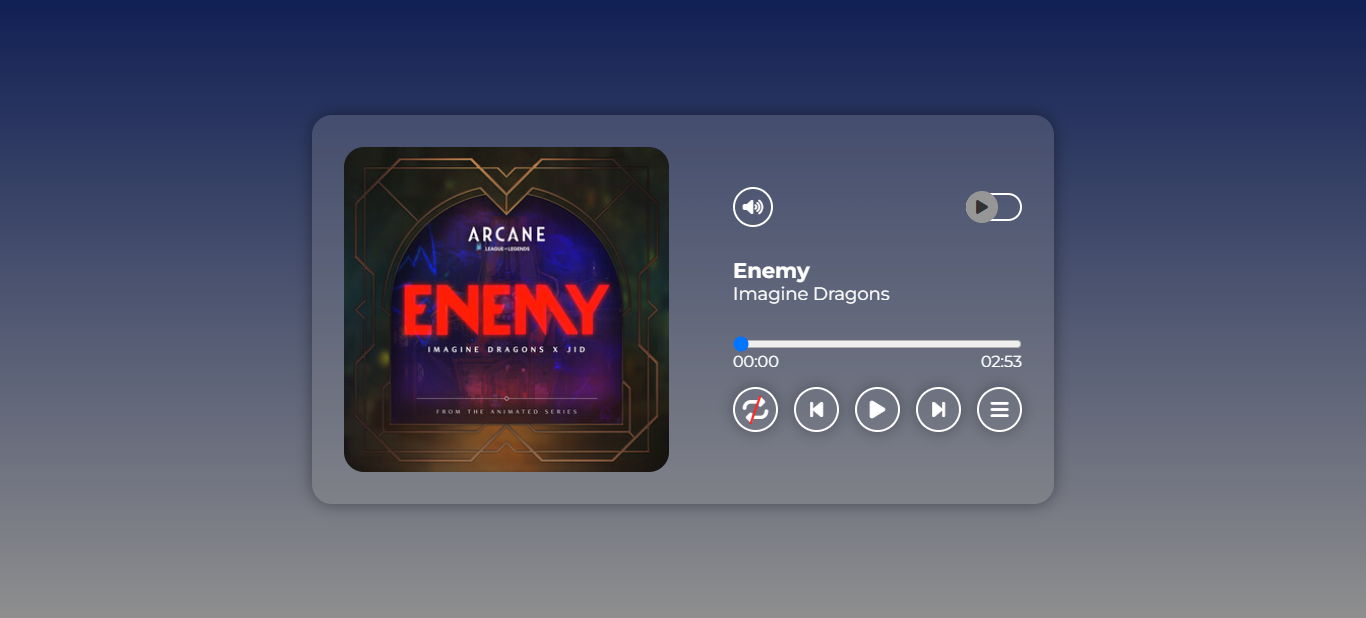 ARCANE
LEAGUE OF LEGENDS
ENEMY
IMAGINE DRAGONS X JID
FROM THE ANIMATED SERIES
Enemy
Imagine Dragons
00:00
02:53